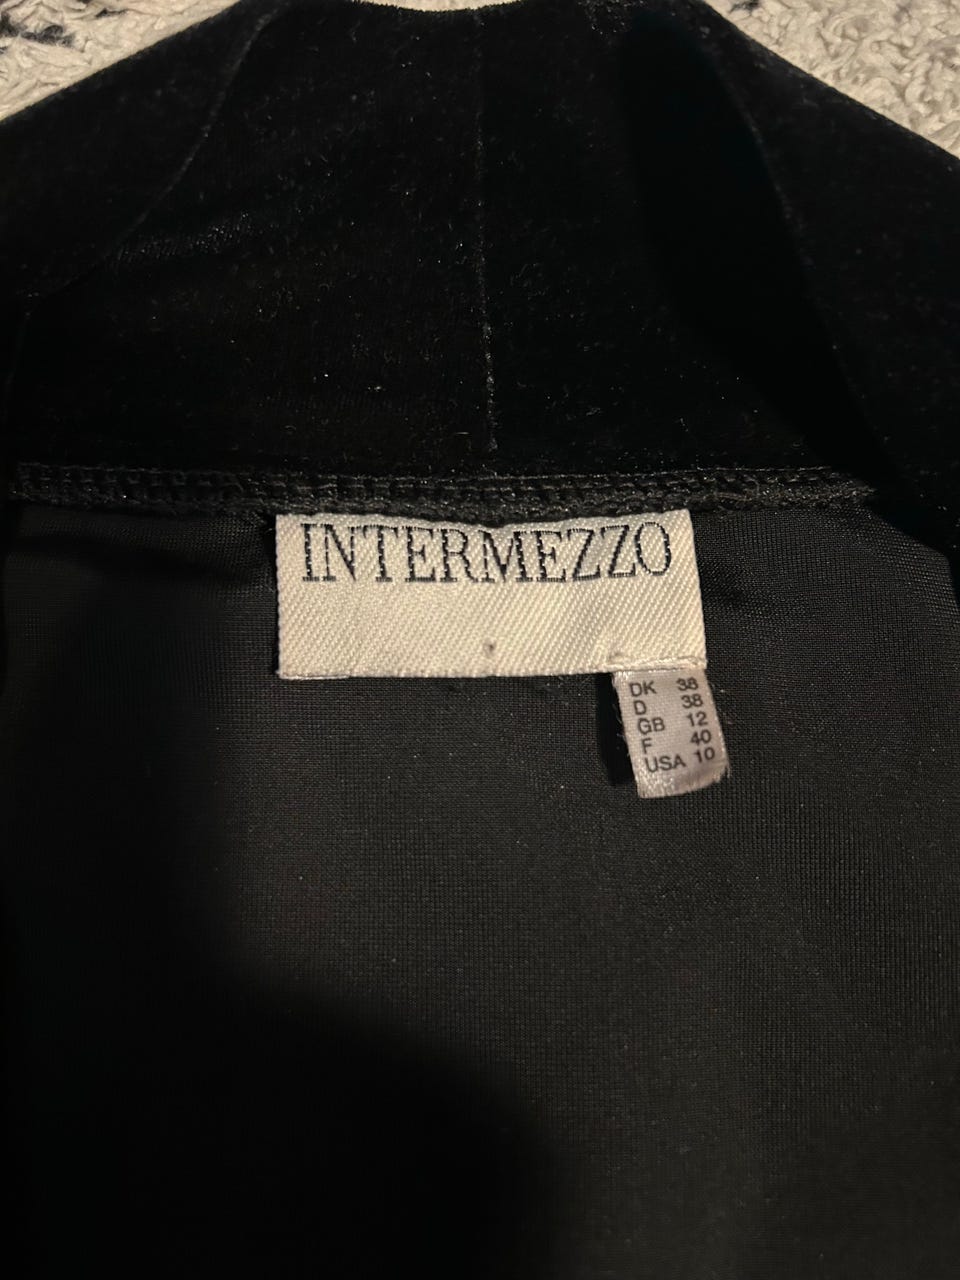 INTERMEZZO
DK 38
D 38
GB 12
F 40
USA 10